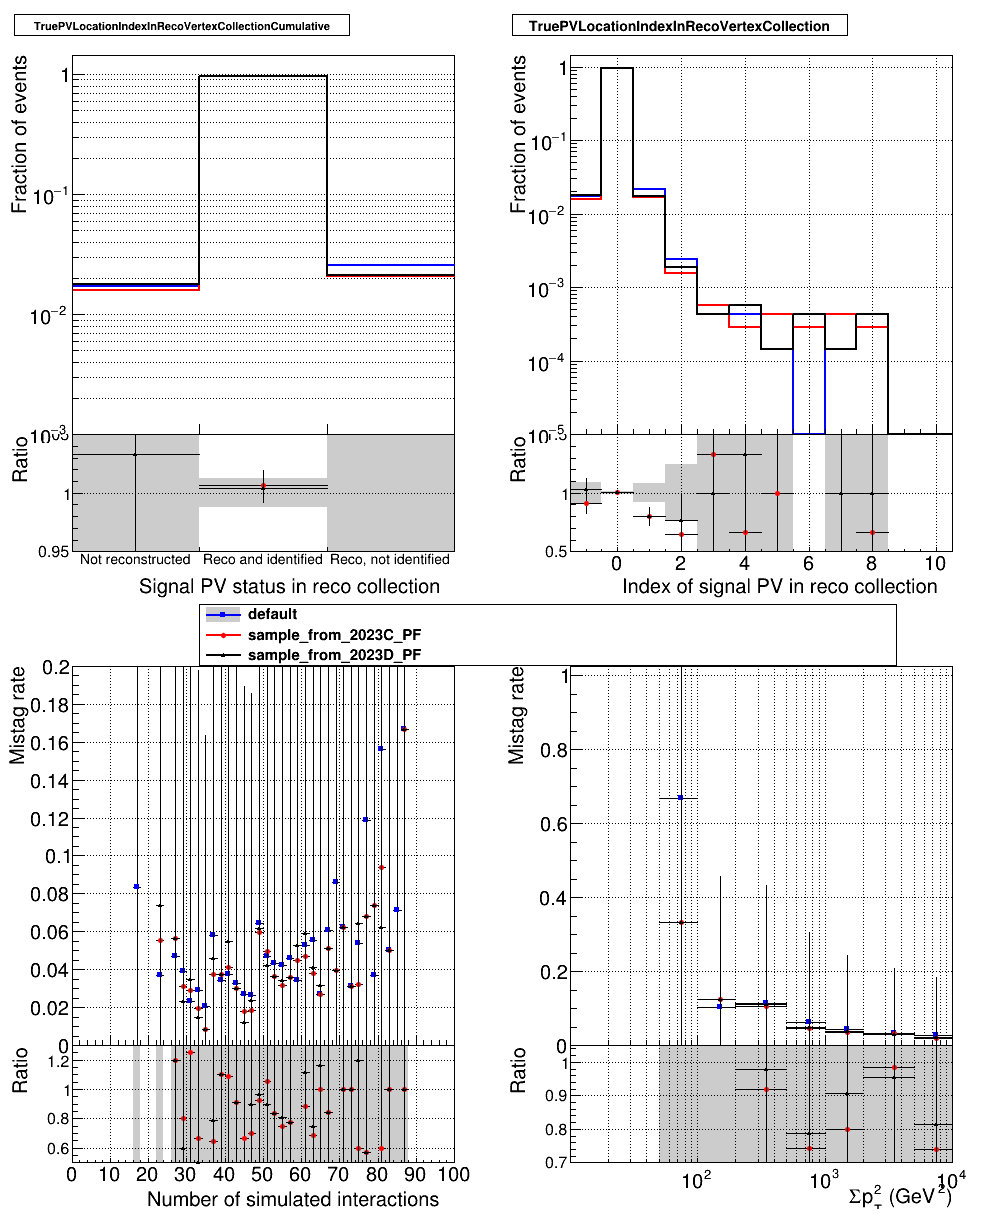 TruePVLocationIndexInRecoVertexCollectionCumulative
Fraction of events
1
10⁻¹
10⁻²
10⁻³
Ratio
1
0.95
Not reconstructed
Reco and identified
Reco, not identified
Signal PV status in reco collection
TruePVLocationIndexInRecoVertexCollection
Fraction of events
1
10⁻¹
10⁻²
10⁻³
10⁻⁴
10⁻⁵
Ratio
1
0.5
0 2 4 6 8 10
Index of signal PV in reco collection
default
sample_from_2023C_PF
sample_from_2023D_PF
Mistag rate
0.2
0.18
0.16
0.14
0.12
0.1
0.08
0.06
0.04
0.02
0
Ratio
1.2
1
0.8
0.6
0 10 20 30 40 50 60 70 80 90 100
Number of simulated interactions
Mistag rate
1
0.8
0.6
0.4
0.2
0
Ratio
1
0.9
0.8
0.7
10² 10³ 10⁴
Σp²_T (GeV²)